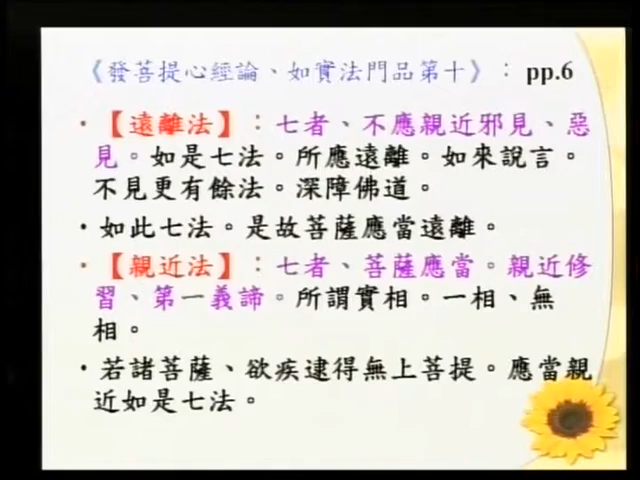 《發菩提心經論、如實法門品第十》：pp.6
•【遠離法】：七者、不應親近邪見、惡
見。如是七法。所應遠離。如來說言。
不見更有餘法。深障佛道。
•如此七法。是故菩薩應當遠離。
•【親近法】：七者、菩薩應當。親近修
習、第一義諦。所謂實相。一相、無
相。
•若諸菩薩、欲疾逮得無上菩提。應當親
近如是七法。